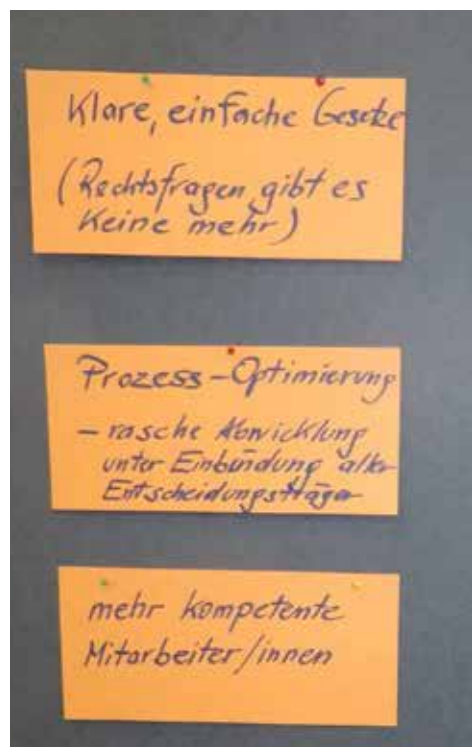 Klare, einfache Gesetze
(Rechtsfragen gibt es
keine mehr)
Prozess-Optimierung
- rasche Abwicklung
unter Einbindung aller
Entscheidungsträger
mehr kompetente
Mitarbeiter/innen